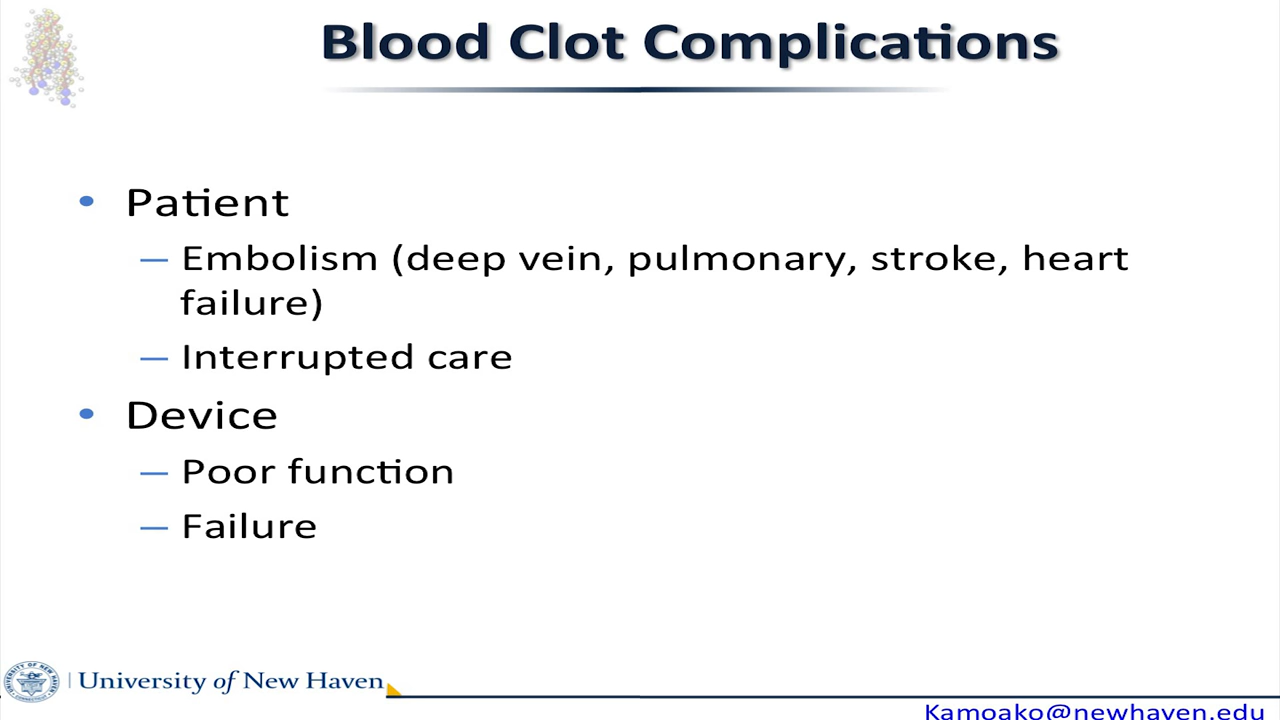 Blood Clot Complications
• Patient
— Embolism (deep vein, pulmonary, stroke, heart
failure)
— Interrupted care
• Device
— Poor function
— Failure
University of New Haven
Kamoako@newhaven.edu